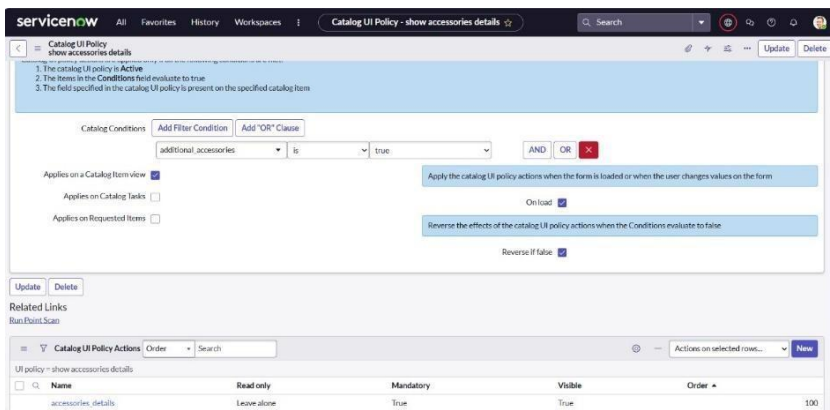 servicenow All Favorites History Workspaces Catalog UI Policy - show accessories details Search
Catalog UI Policy
show accessories details
Update Delete
1. The catalog UI policy is Active
2. The items in the Conditions field evaluate to true
3. The field specified in the catalog UI policy is present on the specified catalog item
Catalog Conditions Add Filter Condition Add "OR" Clause
additional_accessories is true AND OR
Applies on a Catalog Item view
Apply the catalog UI policy actions when the form is loaded or when the user changes values on the form
Applies on Catalog Tasks
On load
Applies on Requested Items
Reverse the effects of the catalog UI policy actions when the Conditions evaluate to false
Reverse if false
Update Delete
Related Links
Run Point Scan
Catalog UI Policy Actions Order Search Actions on selected rows... New
UI policy = show accessories details
Name Read only Mandatory Visible Order
accessories_details Leave alone True True 100